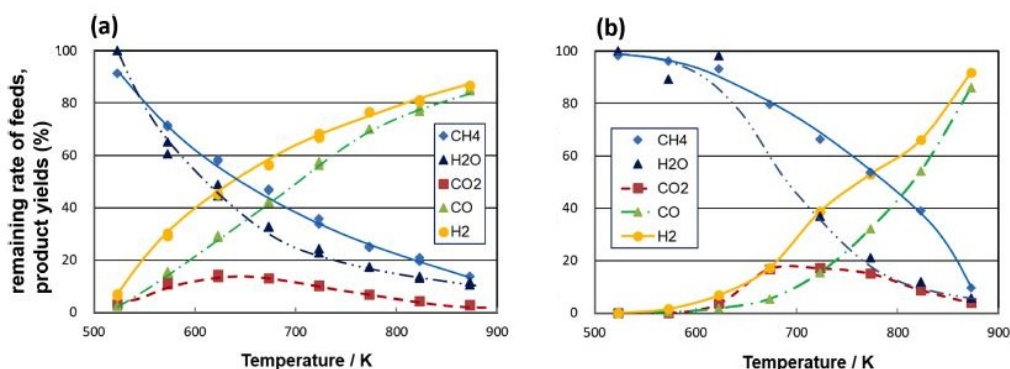 (a)
remaining rate of feeds,
product yields (%)
100
80
60
40
20
0
500
600
700
800
900
Temperature / K
CH4
H2O
CO2
CO
H2
(b)
100
80
60
40
20
0
500
600
700
800
900
Temperature / K
CH4
H2O
CO2
CO
H2